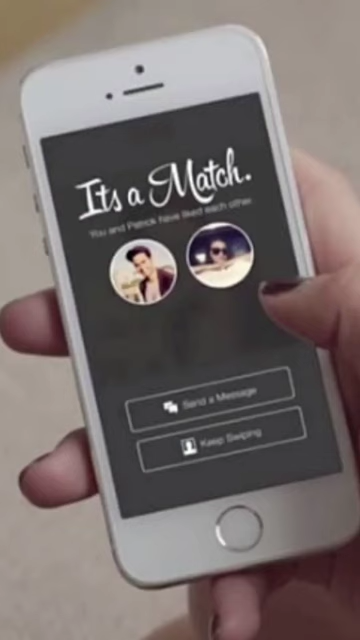 It's a Match.
You and Patrick have liked each other.
Send a Message
Keep Swiping